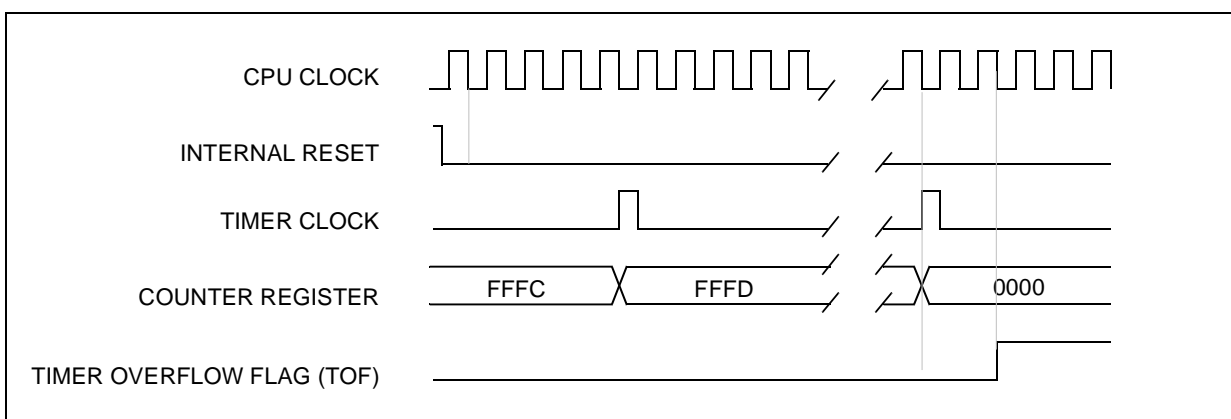 CPU CLOCK
INTERNAL RESET
TIMER CLOCK
COUNTER REGISTER FFFC FFFD 0000
TIMER OVERFLOW FLAG (TOF)